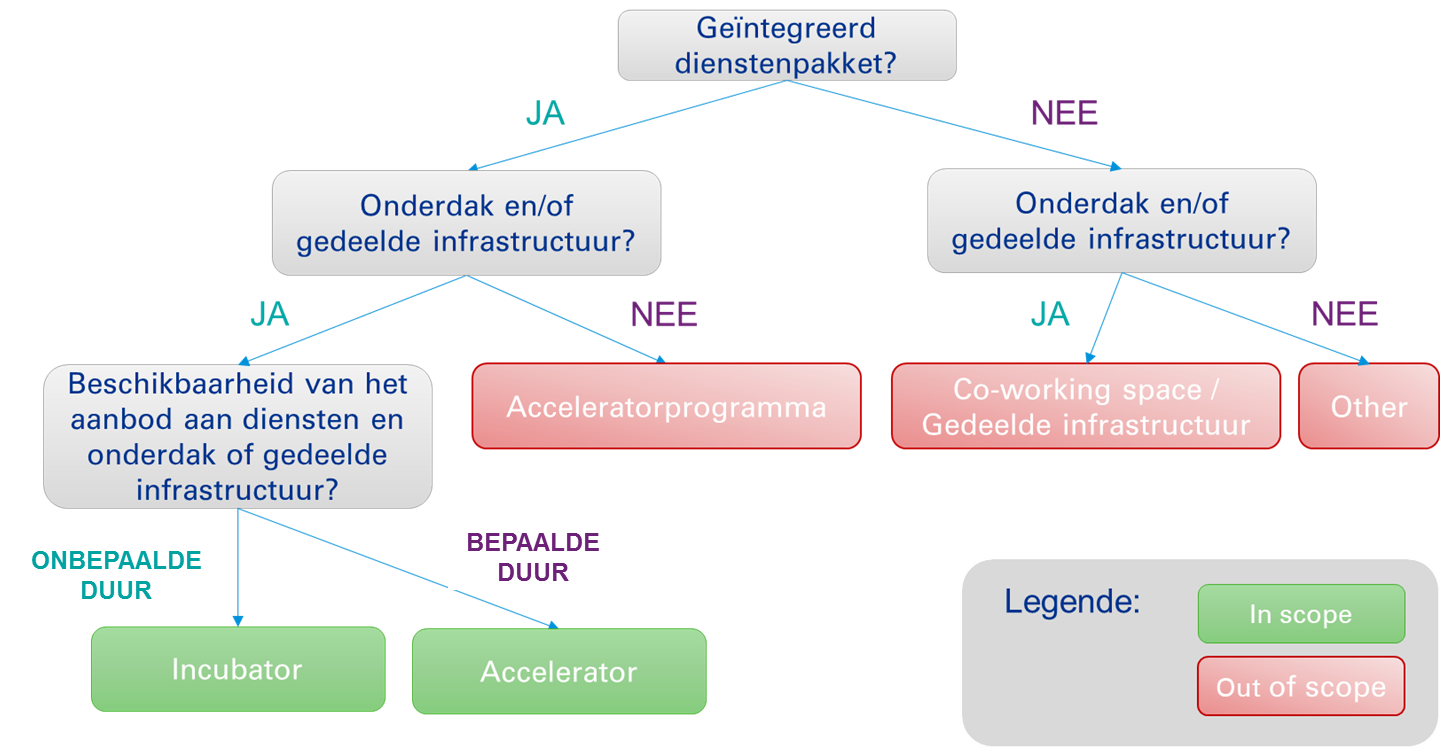 Geïntegreerd
dienstenpakket?
JA
NEE
Onderdak en/of
gedeelde infrastructuur?
Onderdak en/of
gedeelde infrastructuur?
JA
NEE
JA
NEE
Beschikbaarheid van het
aanbod aan diensten en
onderdak of gedeelde
infrastructuur?
Acceleratorprogramma
Co-working space /
Gedeelde infrastructuur
Other
ONBEPAALDE
DUUR
BEPAALDE
DUUR
Incubator
Accelerator
Legende:
In scope
Out of scope